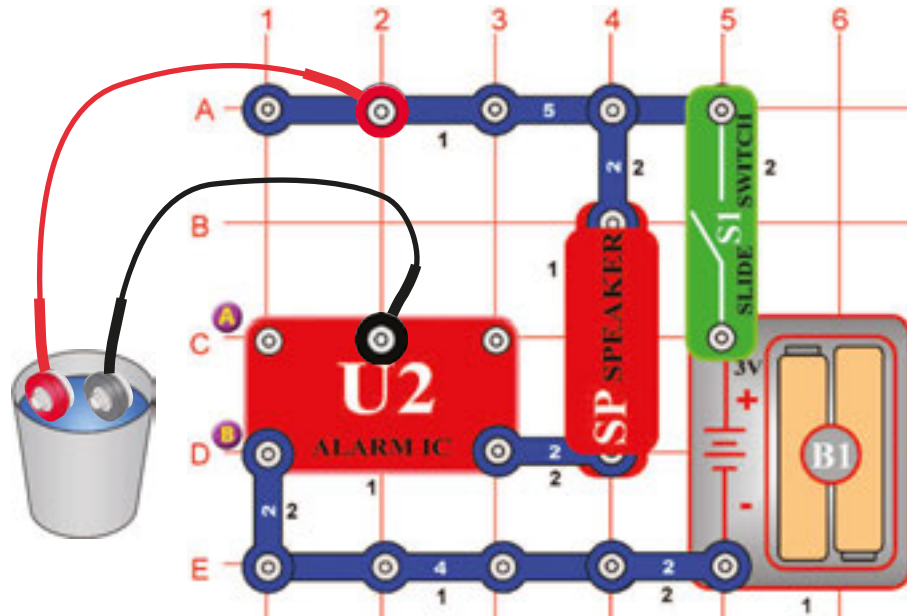 1 2 3 4 5 6
A 5
1
2 2 2
SLIDE S1 SWITCH
B
1
SP SPEAKER
A
C
3V
U2
+
B
D ALARM IC 2
1 2
B1
-
2 2
E 4 2
1 2 1